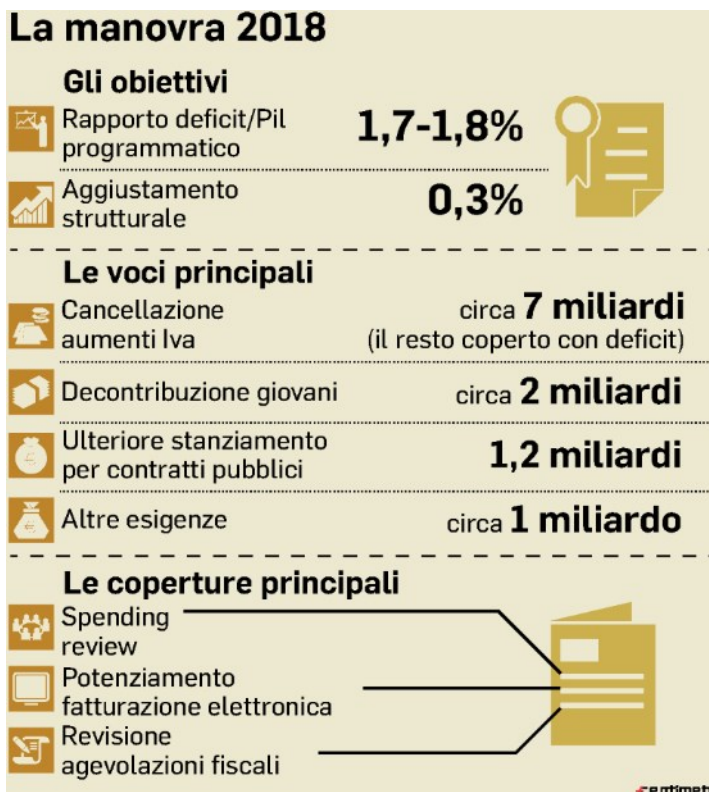 La manovra 2018
Gli obiettivi
Rapporto deficit/Pil
programmatico
1,7-1,8%
Aggiustamento
strutturale
0,3%
Le voci principali
Cancellazione
aumenti Iva
circa 7 miliardi
(il resto coperto con deficit)
Decontribuzione giovani
circa 2 miliardi
Ulteriore stanziamento
per contratti pubblici
1,2 miliardi
Altre esigenze
circa 1 miliardo
Le coperture principali
Spending
review
Potenziamento
fatturazione elettronica
Revisione
agevolazioni fiscali